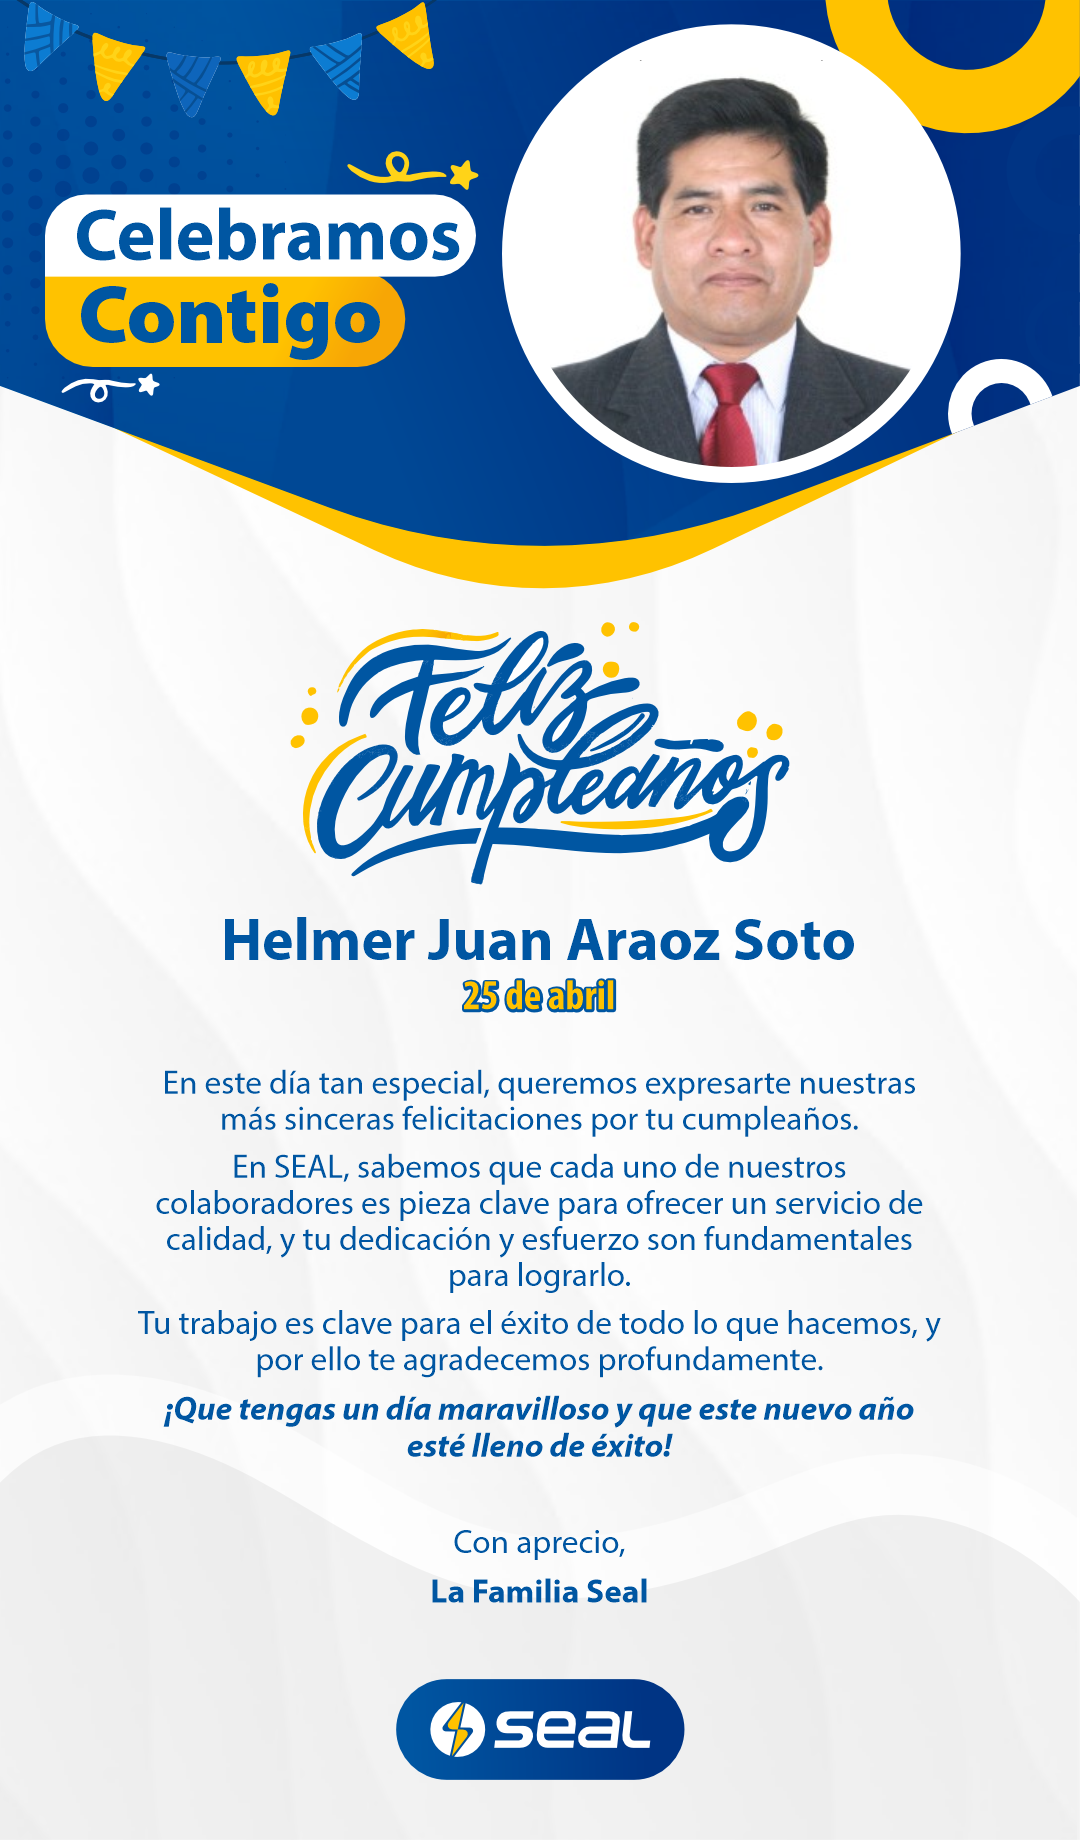 Celebramos
Contigo
Feliz
Cumpleaños
Helmer Juan Araoz Soto
25 de abril
En este día tan especial, queremos expresarte nuestras
más sinceras felicitaciones por tu cumpleaños.
En SEAL, sabemos que cada uno de nuestros
colaboradores es pieza clave para ofrecer un servicio de
calidad, y tu dedicación y esfuerzo son fundamentales
para lograrlo.
Tu trabajo es clave para el éxito de todo lo que hacemos, y
por ello te agradecemos profundamente.
¡Que tengas un día maravilloso y que este nuevo año
esté lleno de éxito!
Con aprecio,
La Familia Seal
seal